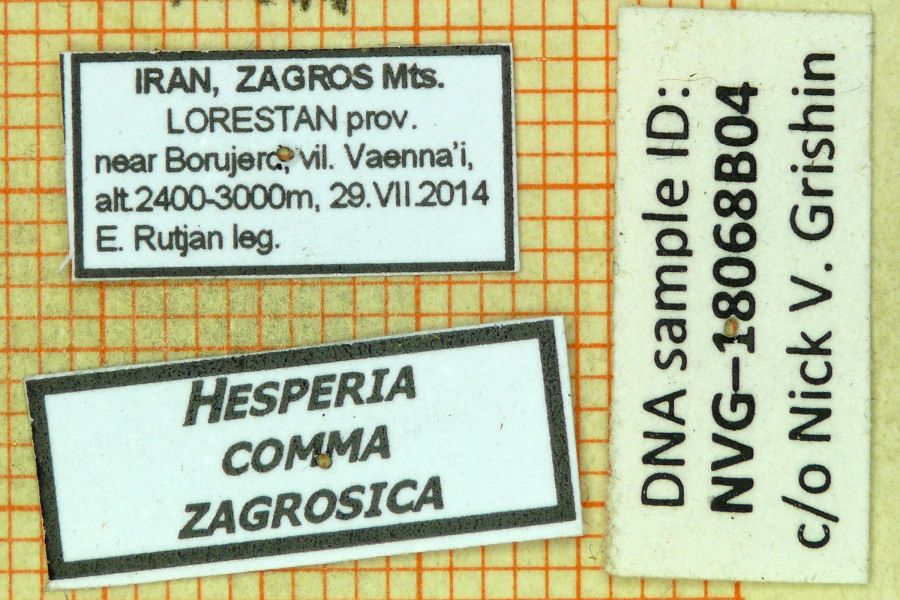 IRAN, ZAGROS Mts.
LORESTAN prov.
near Borujerd, vil. Vaenna'i,
alt.2400-3000m, 29.VII.2014
E. Rutjan leg.
HESPERIA
COMMA
ZAGROSICA
DNA sample ID:
NVG-18068B04
c/o Nick V. Grishin